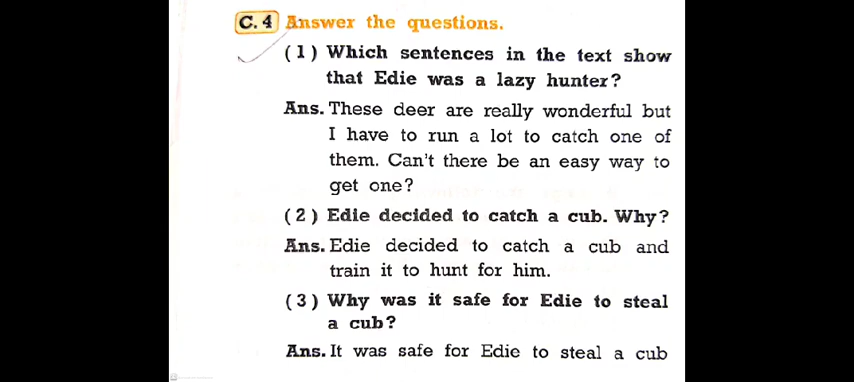 C. 4 Answer the questions.
(1) Which sentences in the text show
that Edie was a lazy hunter?
Ans. These deer are really wonderful but
I have to run a lot to catch one of
them. Can't there be an easy way to
get one?
(2) Edie decided to catch a cub. Why?
Ans. Edie decided to catch a cub and
train it to hunt for him.
(3) Why was it safe for Edie to steal
a cub?
Ans. It was safe for Edie to steal a cub